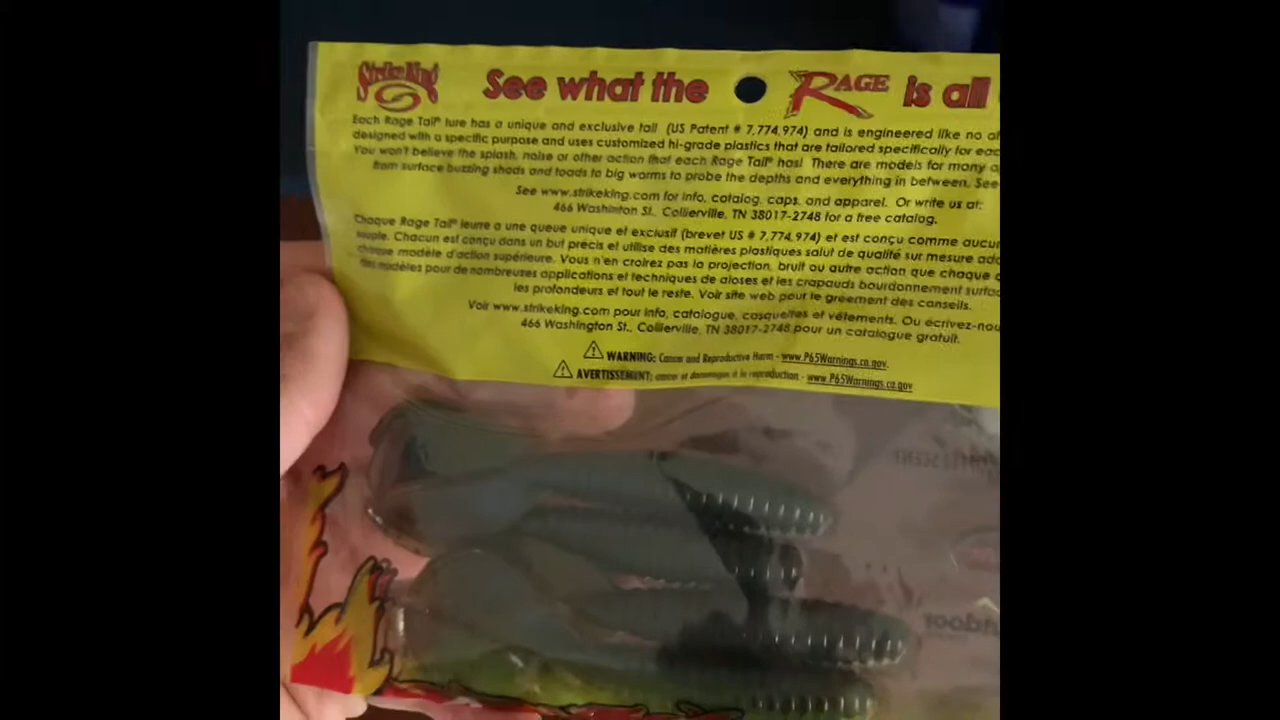 Strike King
See what the RAGE is all
Each Rage Tail® lure has a unique and exclusive tail (US Patent # 7,774,974) and is engineered like no
designed with a specific purpose and uses customized hi-grade plastics that are tailored specifically for
You won't believe the splash, noise or other action that each Rage Tail® has! There are models for many
from surface buzzing shads and toads to big worms to probe the depths and everything in between. See
See www.strikeking.com for info, catalog, caps, and apparel. Or write us at:
466 Washinton St., Collierville, TN 38017-2748 for a free catalog.
Chaque Rage Tail® leurre a une queue unique et exclusif (brevet US # 7,774,974) et est conçu comme
souple. Chacun est conçu dans un but précis et utilise des matières plastiques salut de qualité sur mesure
chaque modèle d'action supérieure. Vous n'en croirez pas la projection, bruit ou autre action que chaque
des modèles pour de nombreuses applications et techniques de aloses et les crapauds bourdonnement
les profondeurs et tout le reste. Voir site web pour le gréement des conseils.
Voir www.strikeking.com pour info, catalogue, casquettes et vêtements. Ou écrivez-
466 Washington St., Collierville, TN 38017-2748 pour un catalogue gratuit.
⚠ WARNING: Cancer and Reproductive Harm - www.P65Warnings.ca.gov.
⚠ AVERTISSEMENT: cancer et dommages à la reproduction - www.P65Warnings.ca.gov